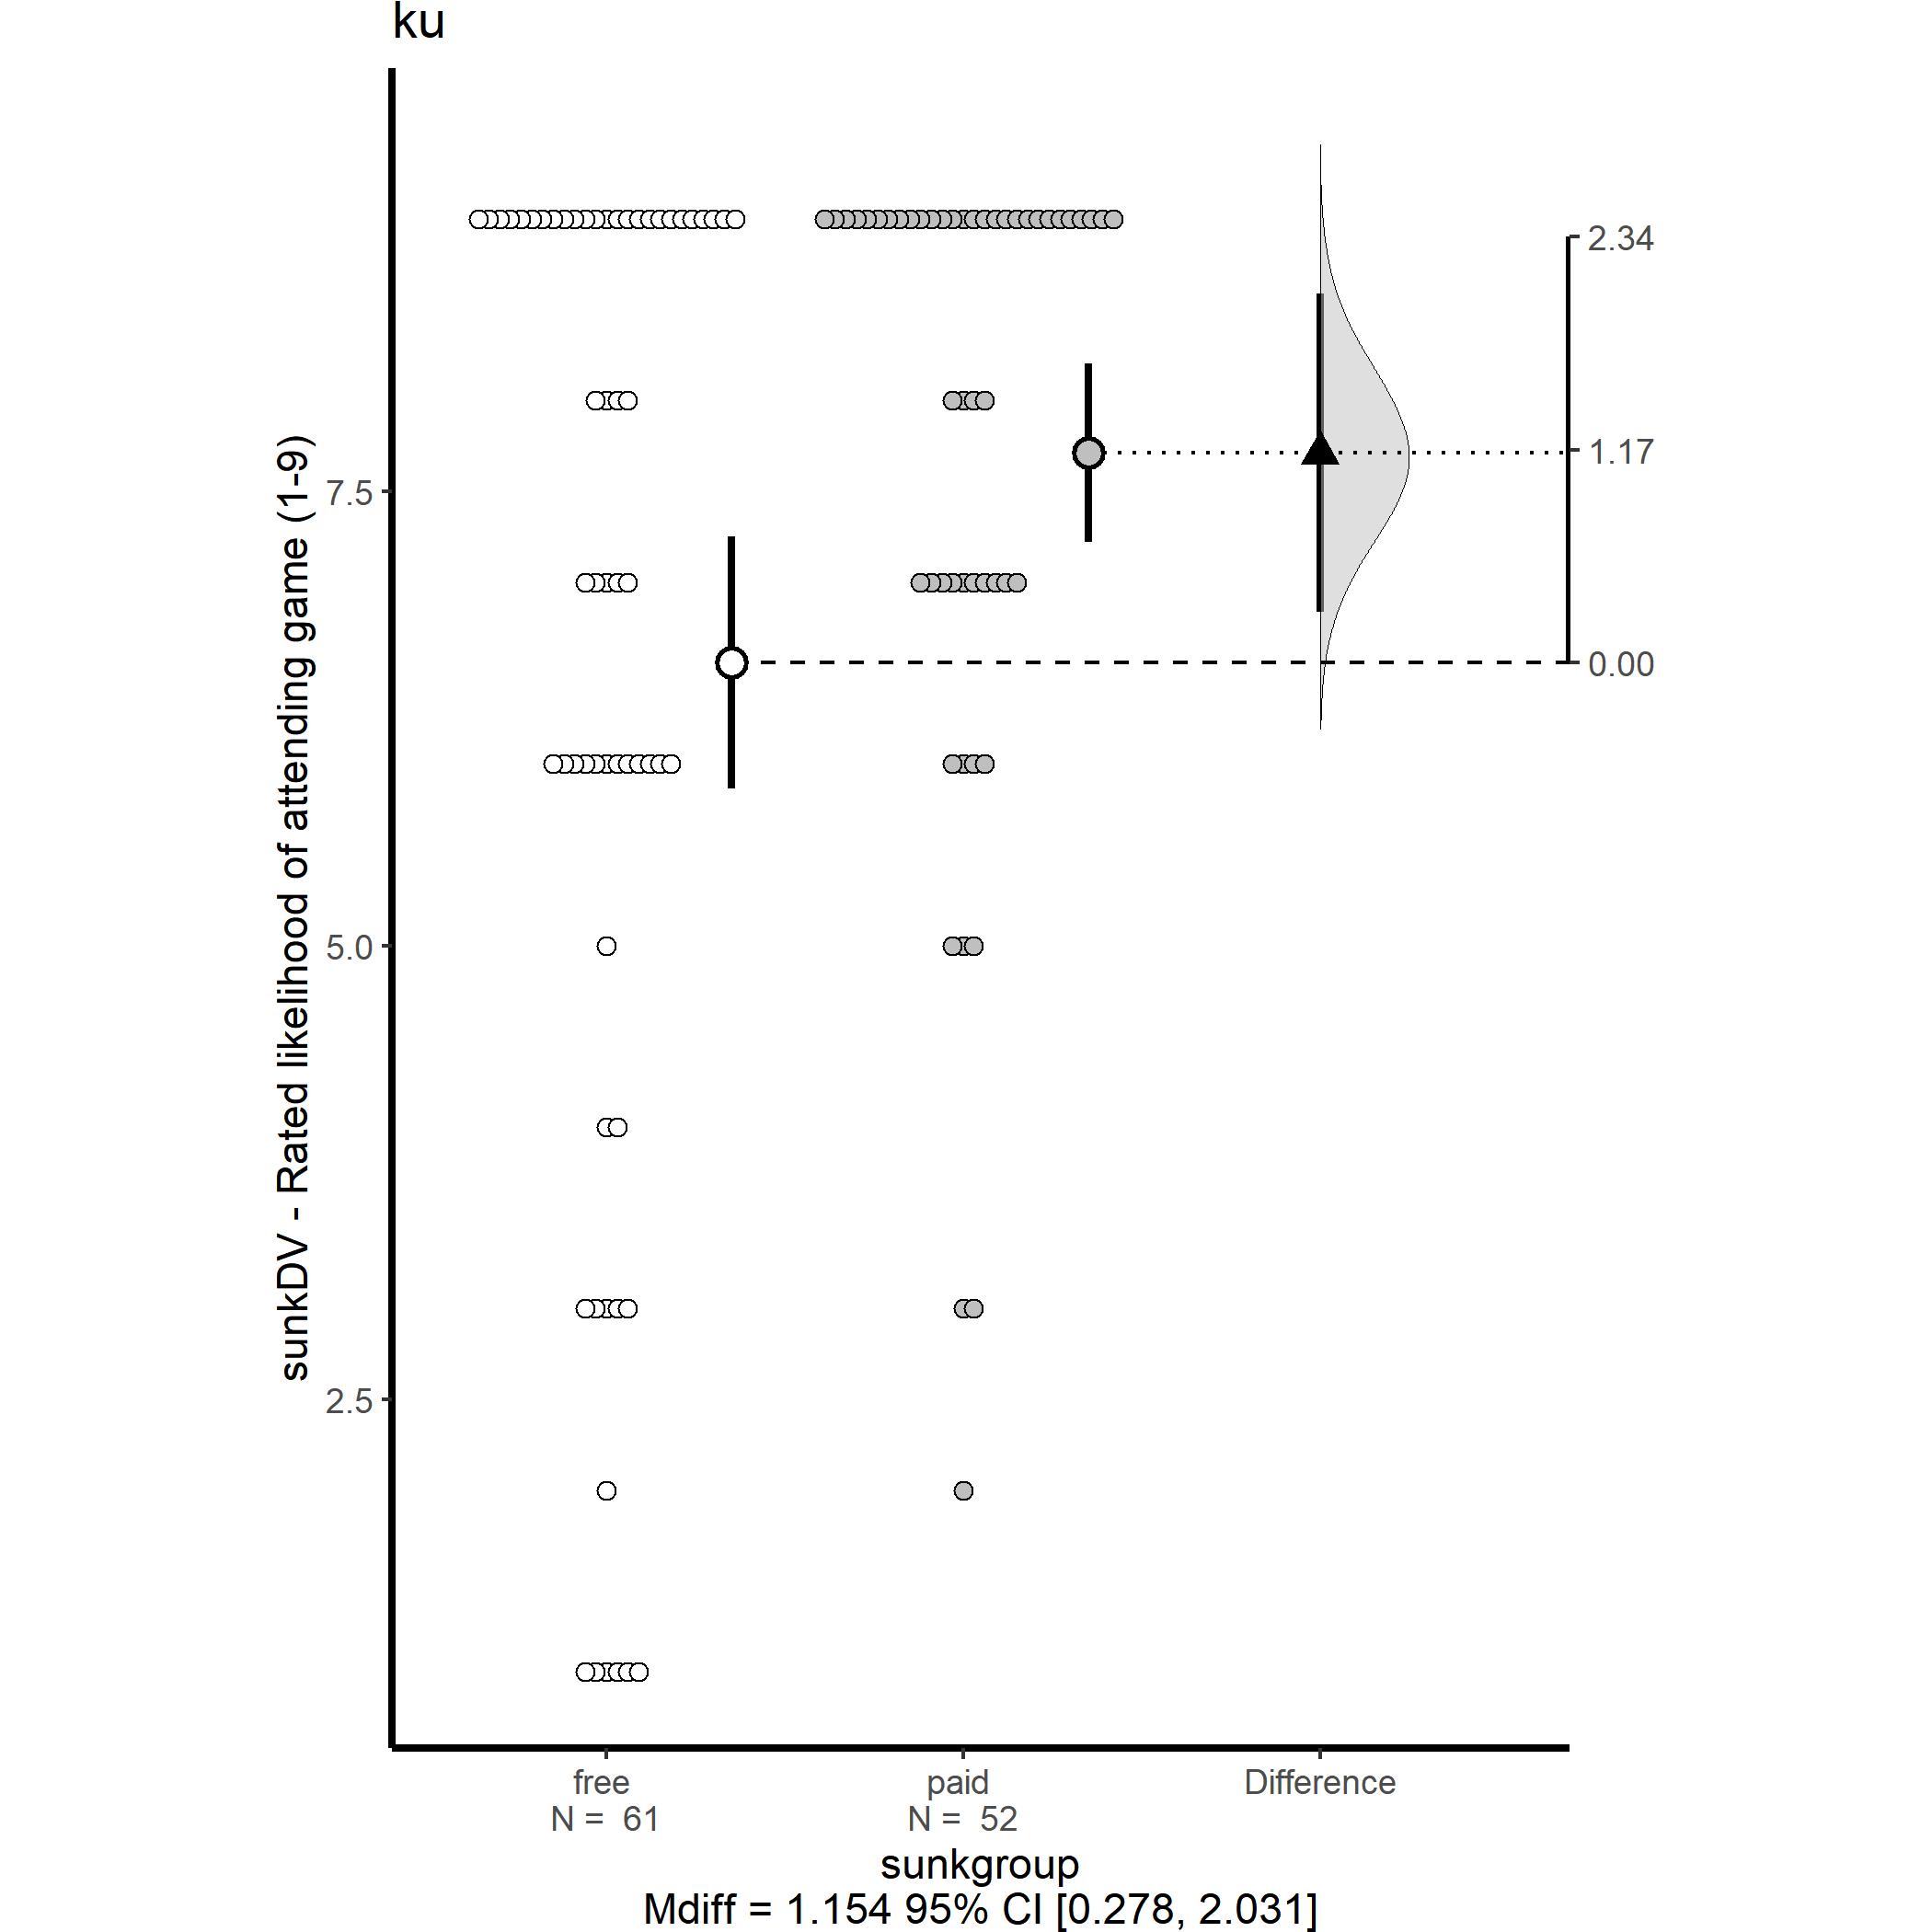 ku
sunkDV - Rated likelihood of attending game (1-9)
7.5
5.0
2.5
2.34
1.17
0.00
free
N =  61
paid
N =  52
Difference
sunkgroup
Mdiff = 1.154 95% CI [0.278, 2.031]